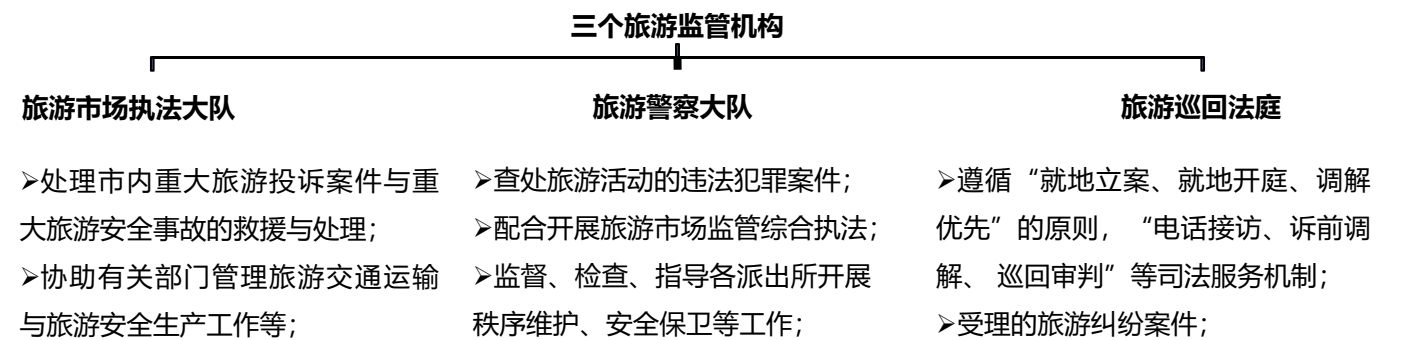 三个旅游监管机构
旅游市场执法大队
➢处理市内重大旅游投诉案件与重
大旅游安全事故的救援与处理；
➢协助有关部门管理旅游交通运输
与旅游安全生产工作等；
旅游警察大队
➢查处旅游活动的违法犯罪案件；
➢配合开展旅游市场监管综合执法；
➢监督、检查、指导各派出所开展
秩序维护、安全保卫等工作；
旅游巡回法庭
➢遵循“就地立案、就地开庭、调解
优先”的原则，“电话接访、诉前调
解、 巡回审判”等司法服务机制；
➢受理的旅游纠纷案件；